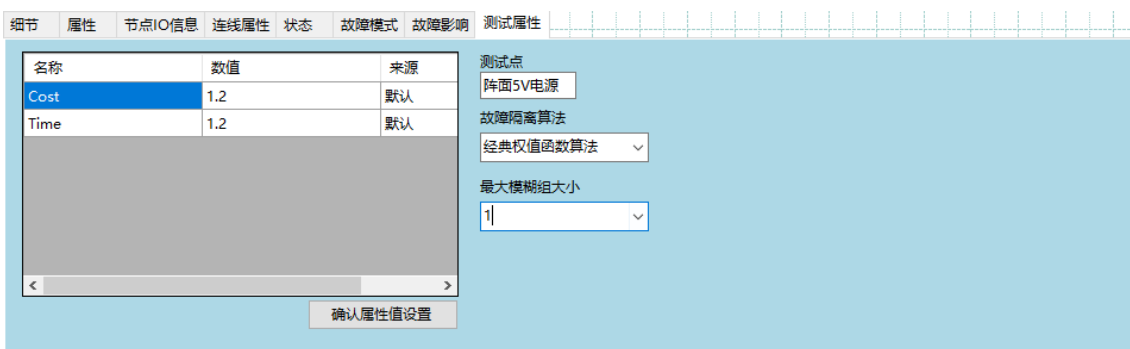 细节 属性 节点IO信息 连线属性 状态 故障模式 故障影响 测试属性
名称 数值 来源
Cost 1.2 默认
Time 1.2 默认
确认属性值设置
测试点
阵面5V电源
故障隔离算法
经典权值函数算法
最大模糊组大小
1